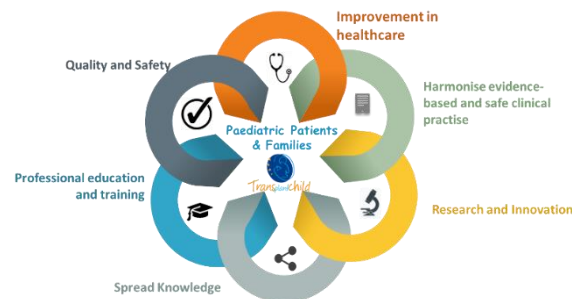 Improvement in
healthcare
Quality and Safety
Harmonise evidence-
based and safe clinical
practise
Paediatric Patients
& Families
Transplantchild
Professional education
and training
Research and Innovation
Spread Knowledge